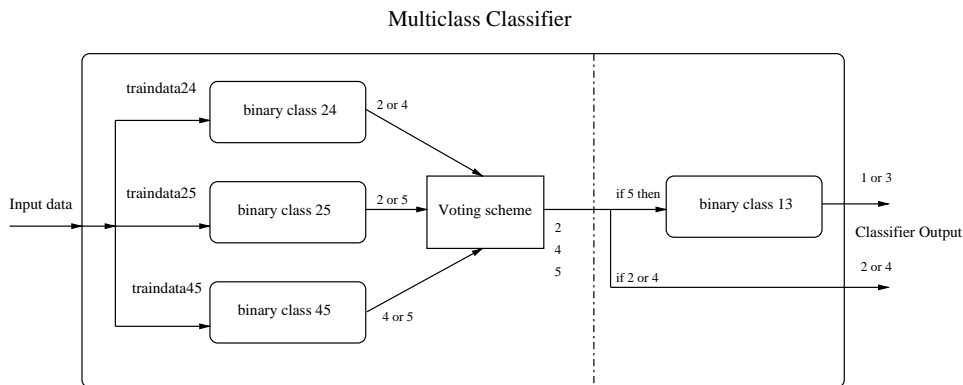 Multiclass Classifier
traindata24
binary class 24
2 or 4
Input data
traindata25
binary class 25
2 or 5
Voting scheme
2
4
5
traindata45
binary class 45
4 or 5
if 5 then
binary class 13
1 or 3
Classifier Output
if 2 or 4
2 or 4